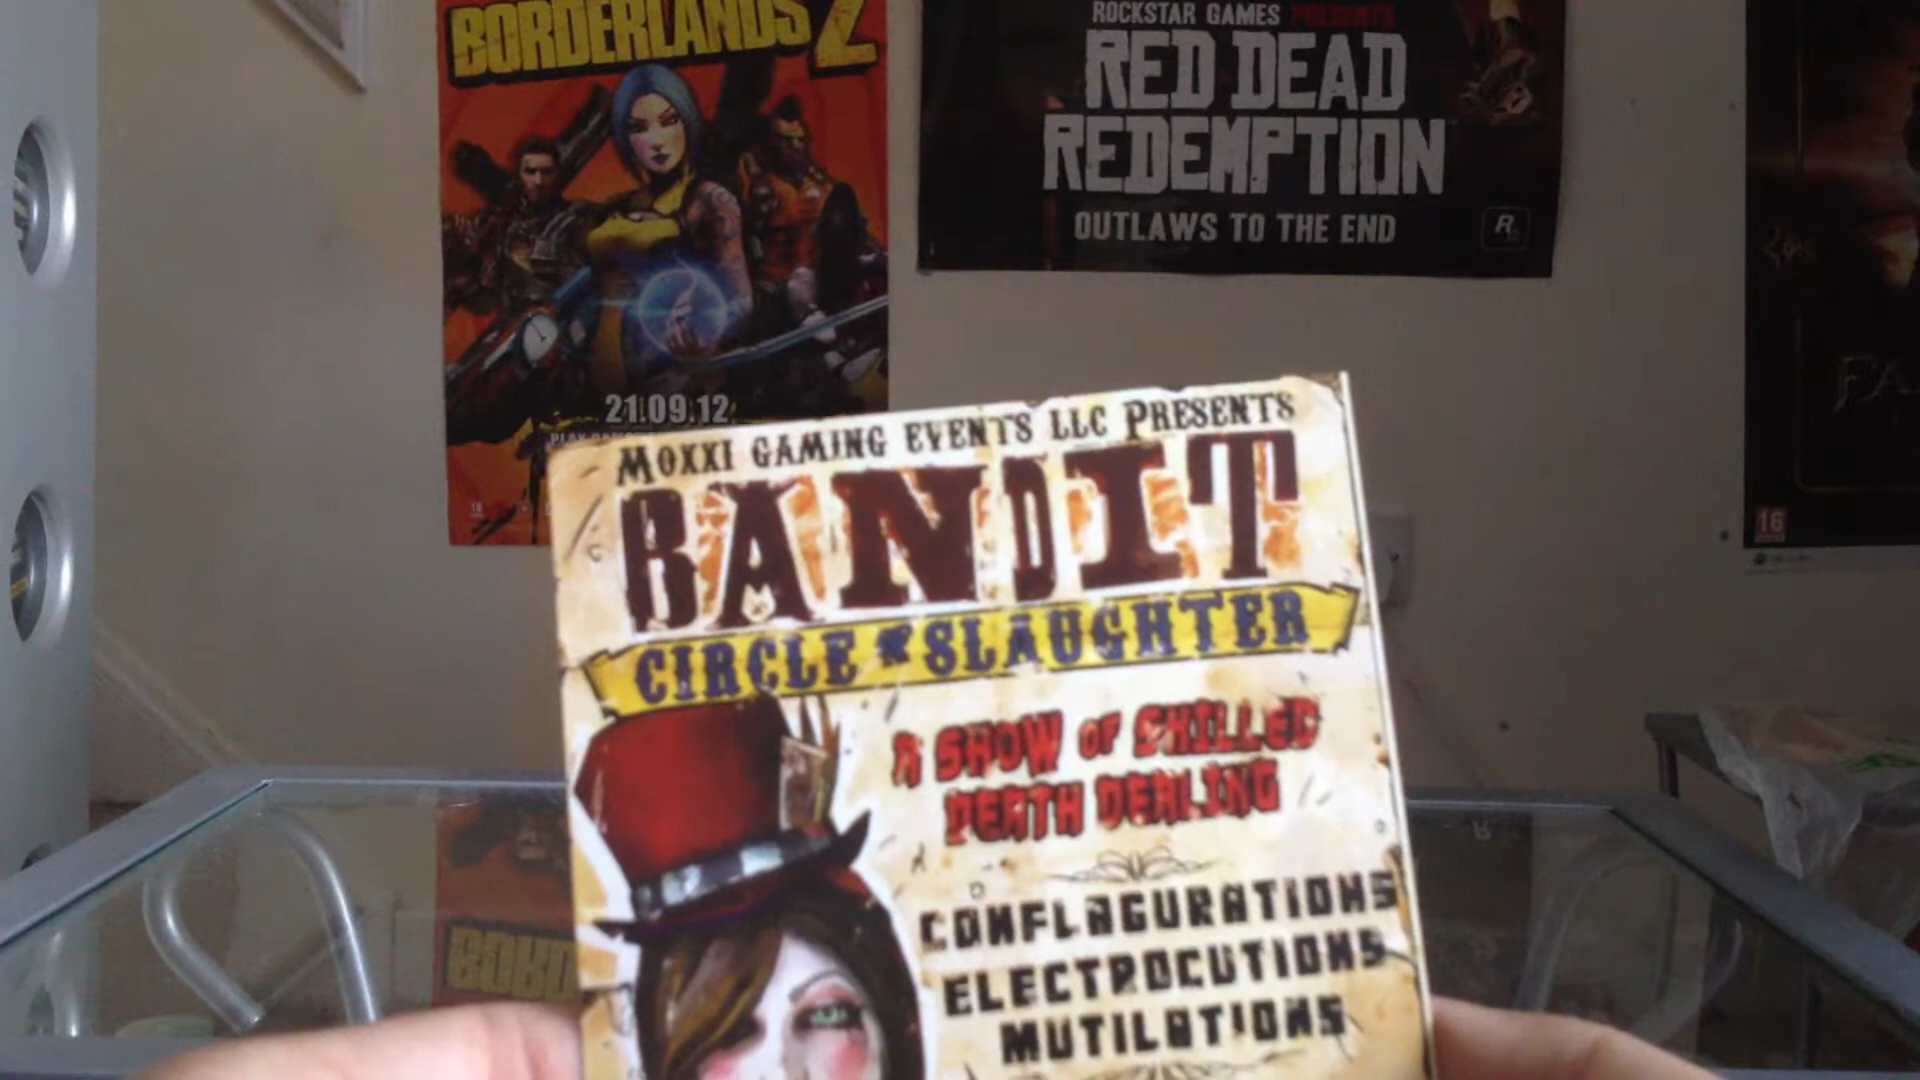 BORDERLANDS 2
21.09.12
ROCKSTAR GAMES PRESENTS
RED DEAD
REDEMPTION
OUTLAWS TO THE END
R
16
MOXXI GAMING EVENTS LLC PRESENTS
BANDIT
CIRCLE OF SLAUGHTER
A SHOW OF SKILLED
DEATH DEALING
CONFLAGURATIONS
ELECTROCUTIONS
MUTILATIONS